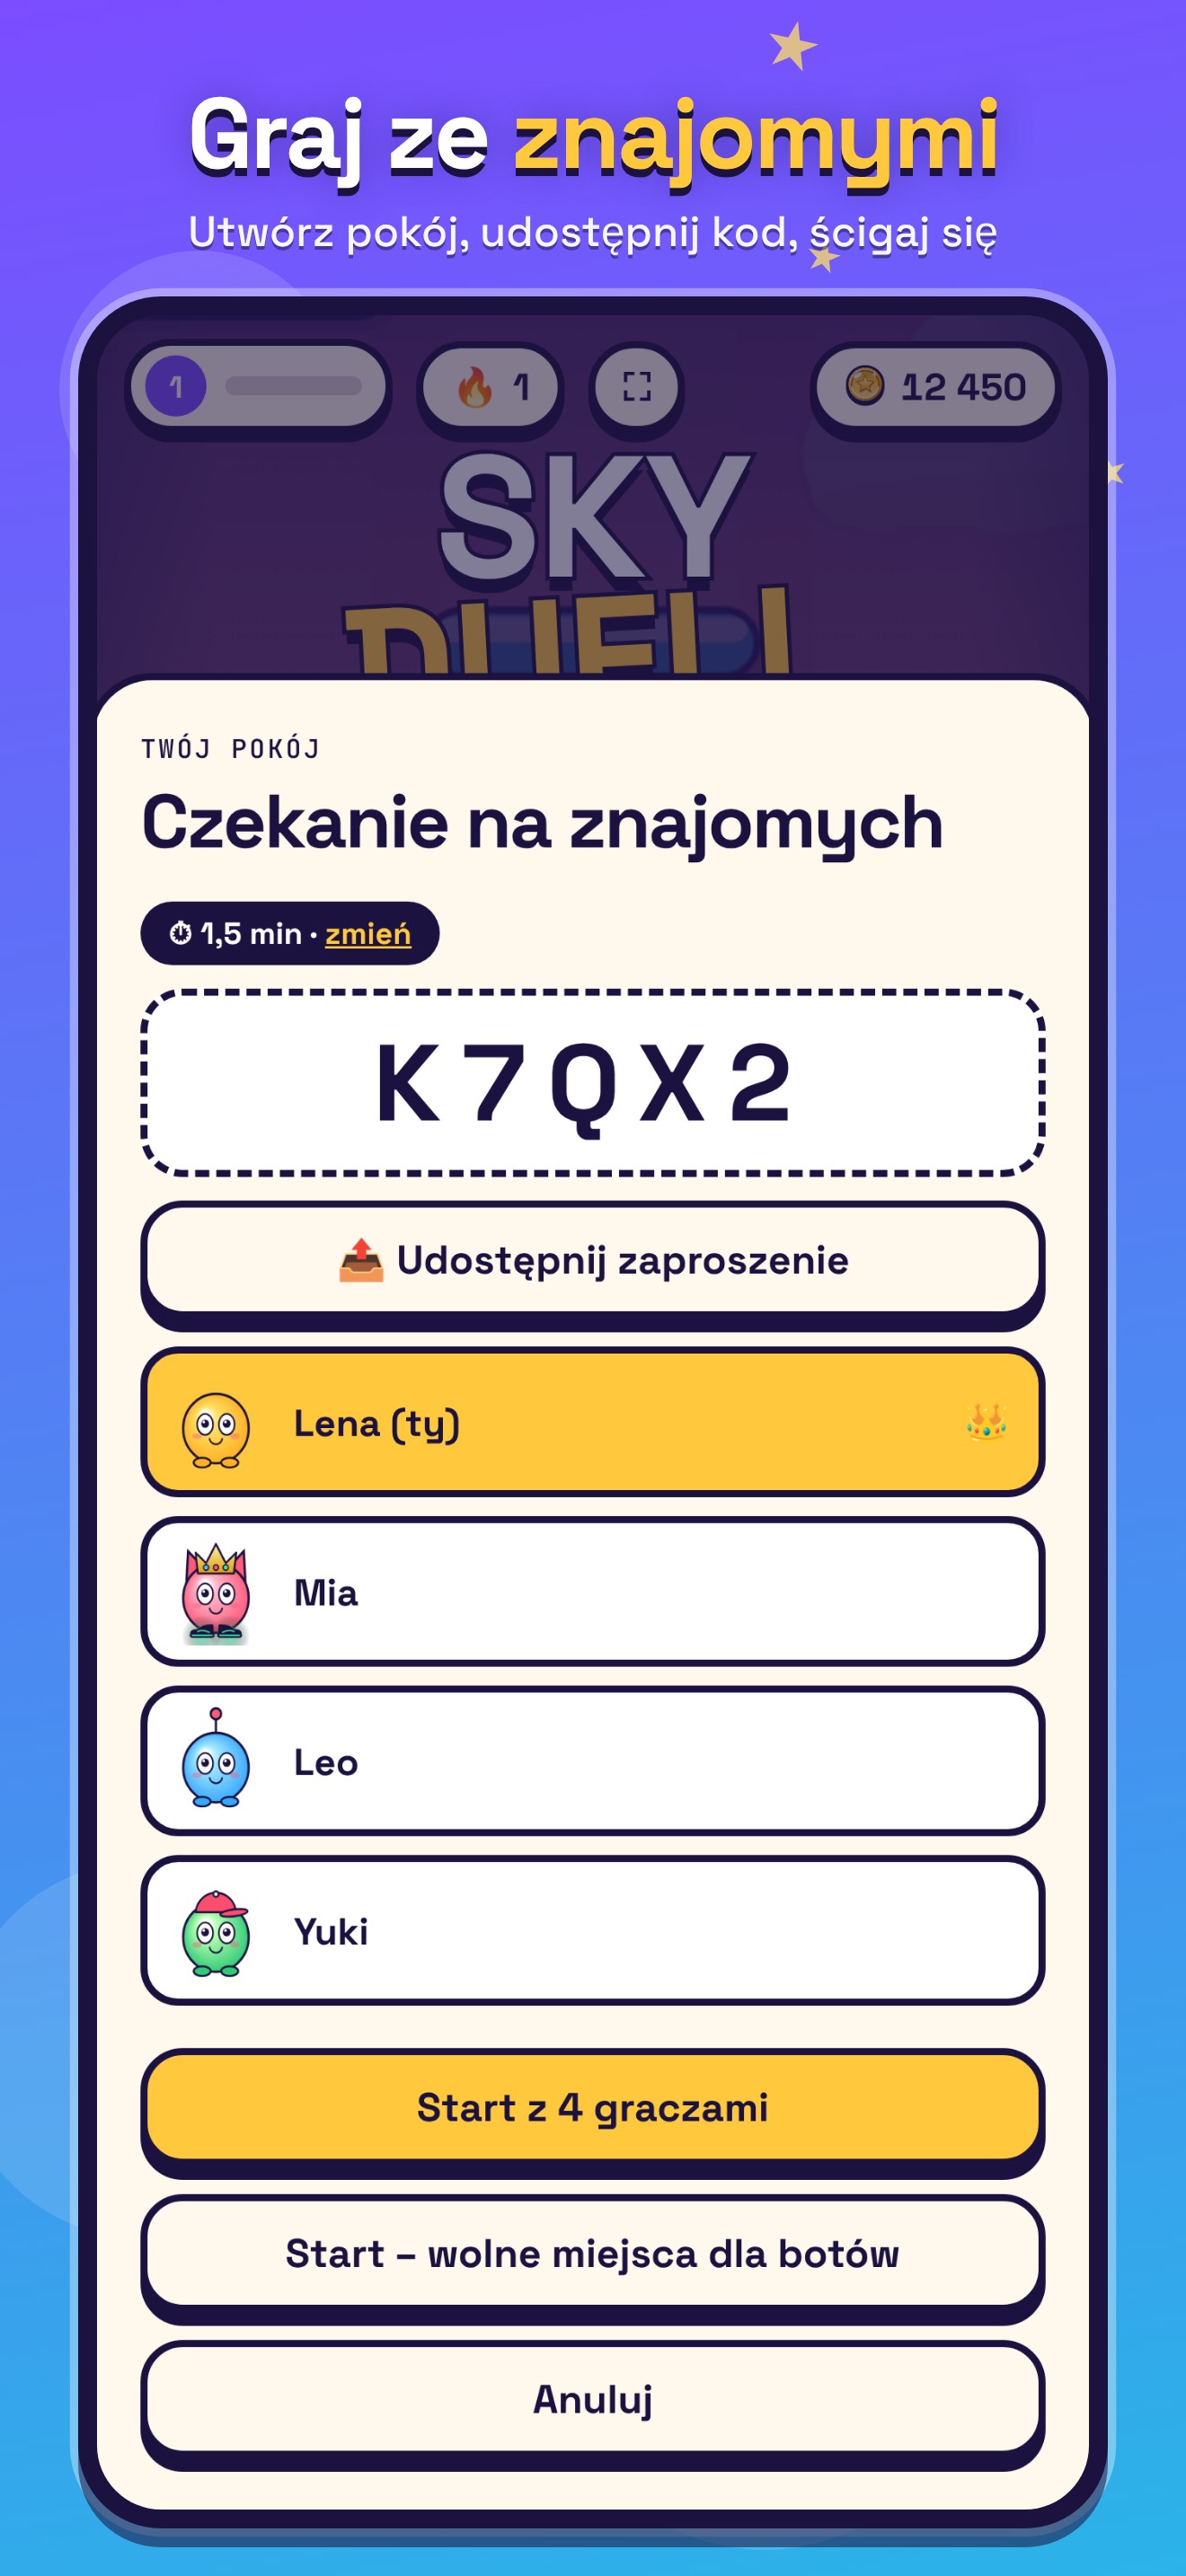 Graj ze znajomymi
Utwórz pokój, udostępnij kod, ścigaj się
1
1
12 450
SKY
DUEL!
TWÓJ POKÓJ
Czekanie na znajomych
1,5 min · zmień
K7QX2
Udostępnij zaproszenie
Lena (ty)
Mia
Leo
Yuki
Start z 4 graczami
Start – wolne miejsca dla botów
Anuluj